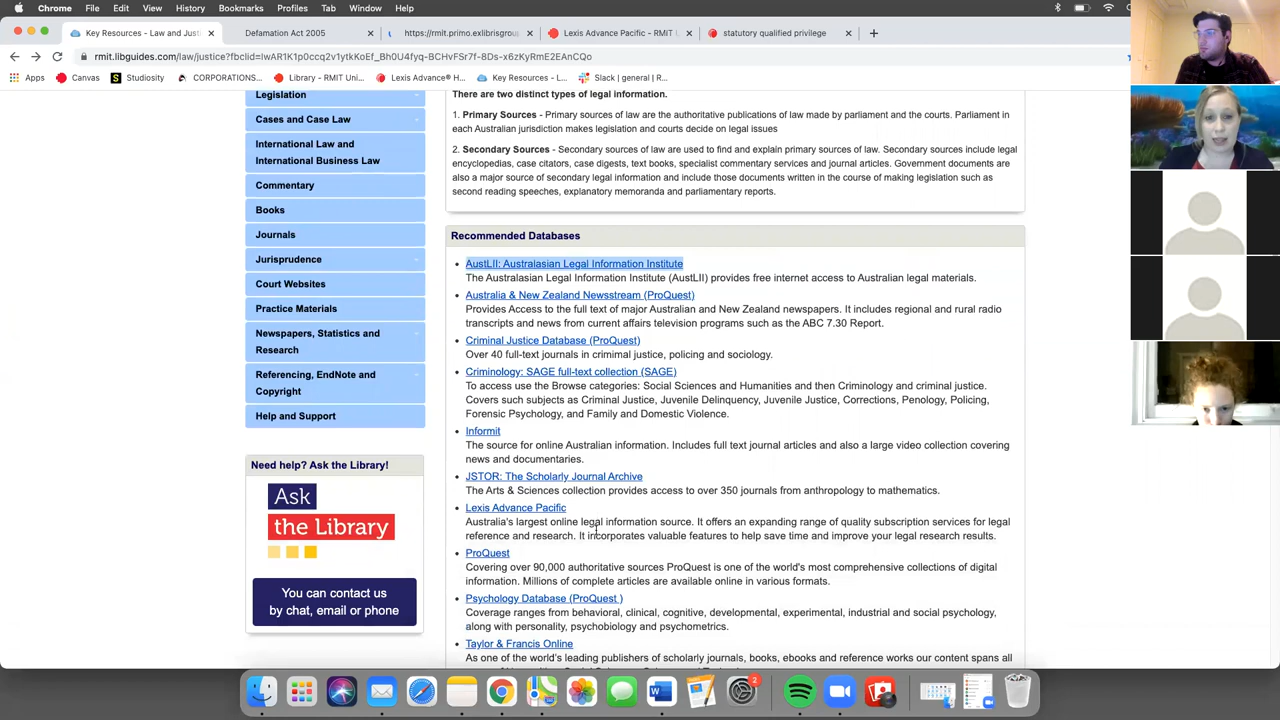 Chrome File Edit View History Bookmarks Profiles Tab Window Help
Key Resources - Law and Just
Defamation Act 2005
https://rmit.primo.exlibrisgrou
Lexis Advance Pacific - RMIT L
statutory qualified privilege
rmit.libguides.com/law/justice?fbclid=IwAR1K1p0ccq2v1ytkKoEf_Bh0U4fyq-BCHvFSr7f-8Ds-x6zKyRmE2EAnCQo
Apps Canvas Studiosity CORPORATIONS... Library - RMIT Uni... Lexis Advance® H... Key Resources - L... Slack | general | R...
Legislation
Cases and Case Law
International Law and
International Business Law
Commentary
Books
Journals
Jurisprudence
Court Websites
Practice Materials
Newspapers, Statistics and
Research
Referencing, EndNote and
Copyright
Help and Support
Need help? Ask the Library!
Ask
the Library
You can contact us
by chat, email or phone
There are two distinct types of legal information.
1. Primary Sources - Primary sources of law are the authoritative publications of law made by parliament and the courts. Parliament in
each Australian jurisdiction makes legislation and courts decide on legal issues
2. Secondary Sources - Secondary sources of law are used to find and explain primary sources of law. Secondary sources include legal
encyclopedias, case citators, case digests, text books, specialist commentary services and journal articles. Government documents are
also a major source of secondary legal information and include those documents written in the course of making legislation such as
second reading speeches, explanatory memoranda and parliamentary reports.
Recommended Databases
AustLII: Australasian Legal Information Institute
The Australasian Legal Information Institute (AustLII) provides free internet access to Australian legal materials.
Australia & New Zealand Newsstream (ProQuest)
Provides Access to the full text of major Australian and New Zealand newspapers. It includes regional and rural radio
transcripts and news from current affairs television programs such as the ABC 7.30 Report.
Criminal Justice Database (ProQuest)
Over 40 full-text journals in criminal justice, policing and sociology.
Criminology: SAGE full-text collection (SAGE)
To access use the Browse categories: Social Sciences and Humanities and then Criminology and criminal justice.
Covers such subjects as Criminal Justice, Juvenile Delinquency, Juvenile Justice, Corrections, Penology, Policing,
Forensic Psychology, and Family and Domestic Violence.
Informit
The source for online Australian information. Includes full text journal articles and also a large video collection covering
news and documentaries.
JSTOR: The Scholarly Journal Archive
The Arts & Sciences collection provides access to over 350 journals from anthropology to mathematics.
Lexis Advance Pacific
Australia's largest online legal information source. It offers an expanding range of quality subscription services for legal
reference and research. It incorporates valuable features to help save time and improve your legal research results.
ProQuest
Covering over 90,000 authoritative sources ProQuest is one of the world's most comprehensive collections of digital
information. Millions of complete articles are available online in various formats.
Psychology Database (ProQuest )
Coverage ranges from behavioral, clinical, cognitive, developmental, experimental, industrial and social psychology,
along with personality, psychobiology and psychometrics.
Taylor & Francis Online
As one of the world's leading publishers of scholarly journals, books, ebooks and reference works our content spans all
2